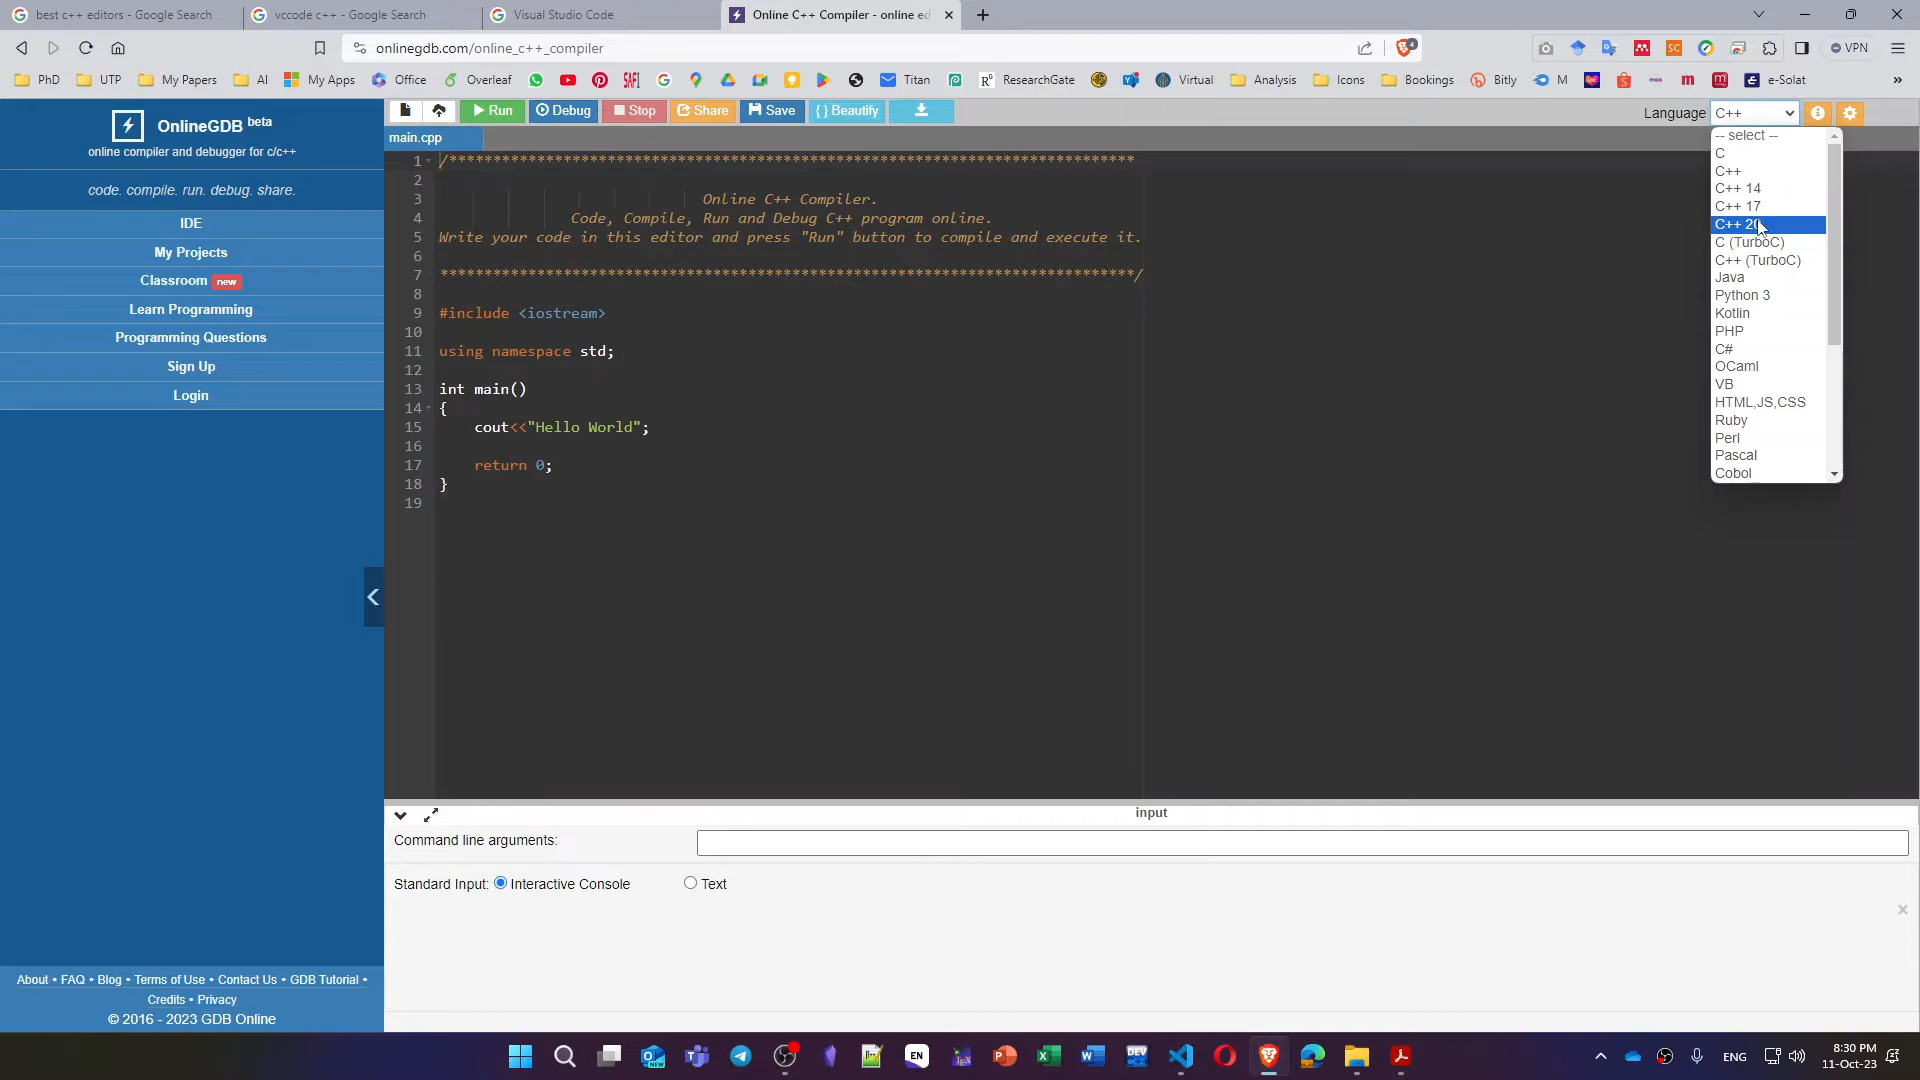 best c++ editors - Google Search
vccode c++ - Google Search
Visual Studio Code
Online C++ Compiler - online ed
onlinegdb.com/online_c++_compiler
4
VPN
PhD
UTP
My Papers
AI
My Apps
Office
Overleaf
Titan
ResearchGate
Virtual
Analysis
Icons
Bookings
Bitly
M
e-Solat
OnlineGDB beta
online compiler and debugger for c/c++
code. compile. run. debug. share.
IDE
My Projects
Classroom new
Learn Programming
Programming Questions
Sign Up
Login
About • FAQ • Blog • Terms of Use • Contact Us • GDB Tutorial •
Credits • Privacy
© 2016 - 2023 GDB Online
Run
Debug
Stop
Share
Save
{ } Beautify
Language C++
main.cpp
1 /******************************************************************************
2
3 Online C++ Compiler.
4 Code, Compile, Run and Debug C++ program online.
5 Write your code in this editor and press "Run" button to compile and execute it.
6
7 *******************************************************************************/
8
9 #include <iostream>
10
11 using namespace std;
12
13 int main()
14 {
15 cout<<"Hello World";
16
17 return 0;
18 }
19
-- select --
C
C++
C++ 14
C++ 17
C++ 20
C (TurboC)
C++ (TurboC)
Java
Python 3
Kotlin
PHP
C#
OCaml
VB
HTML,JS,CSS
Ruby
Perl
Pascal
Cobol
input
Command line arguments:
Standard Input: Interactive Console Text
EN
DEV
ENG
8:30 PM
11-Oct-23